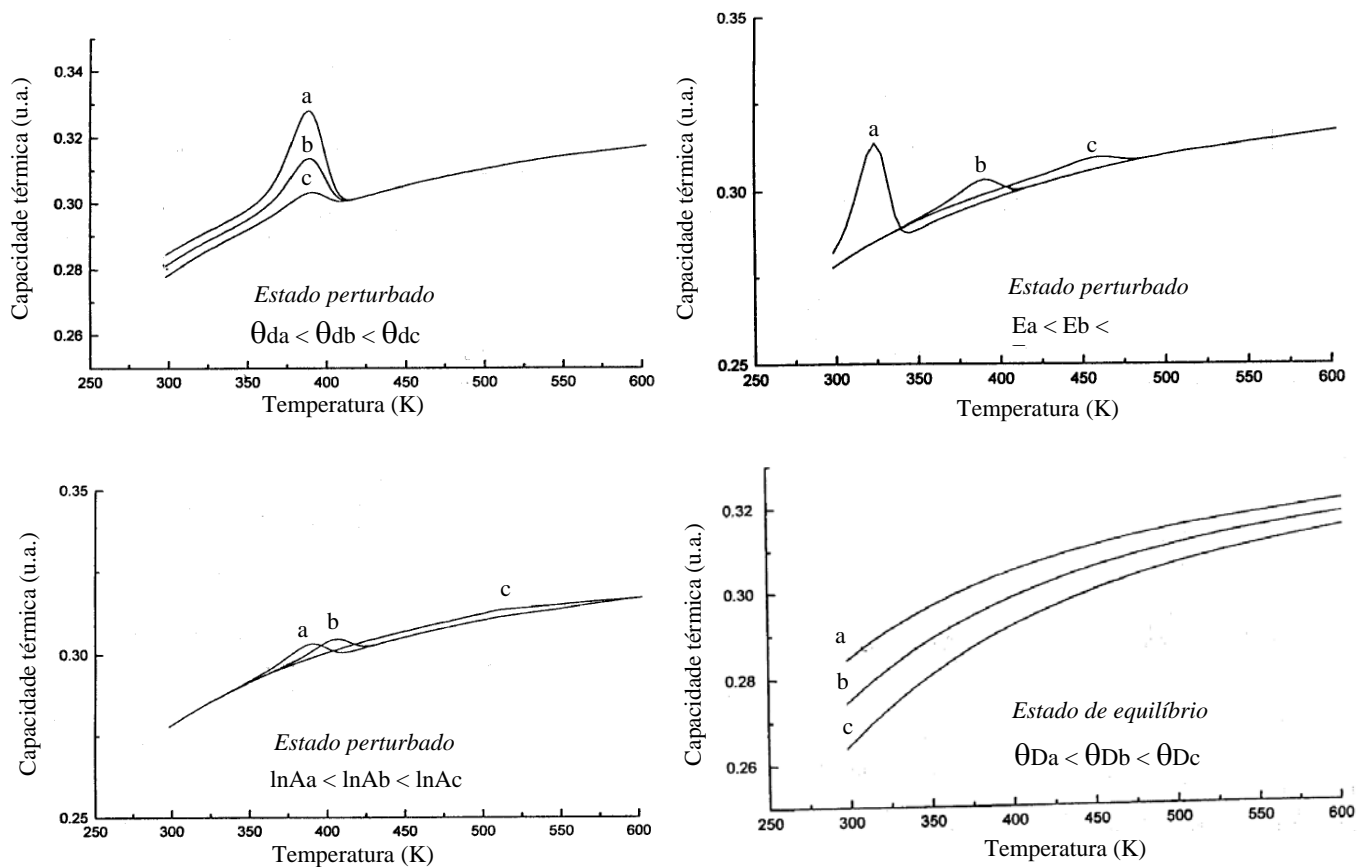 Capacidade térmica (u.a.)
0.34
0.32
0.30
0.28
0.26
a
b
c
Estado perturbado
θda < θdb < θdc
250 300 350 400 450 500 550 600
Temperatura (K)
Capacidade térmica (u.a.)
0.35
0.30
0.25
a
b
c
Estado perturbado
Ea < Eb <
250 300 350 400 450 500 550 600
Temperatura (K)
Capacidade térmica (u.a.)
0.35
0.30
0.25
a
b
c
Estado perturbado
lnAa < lnAb < lnAc
250 300 350 400 450 500 550 600
Temperatura (K)
Capacidade térmica (u.a.)
0.32
0.30
0.28
0.26
a
b
c
Estado de equilíbrio
θDa < θDb < θDc
250 300 350 400 450 500 550 600
Temperatura (K)